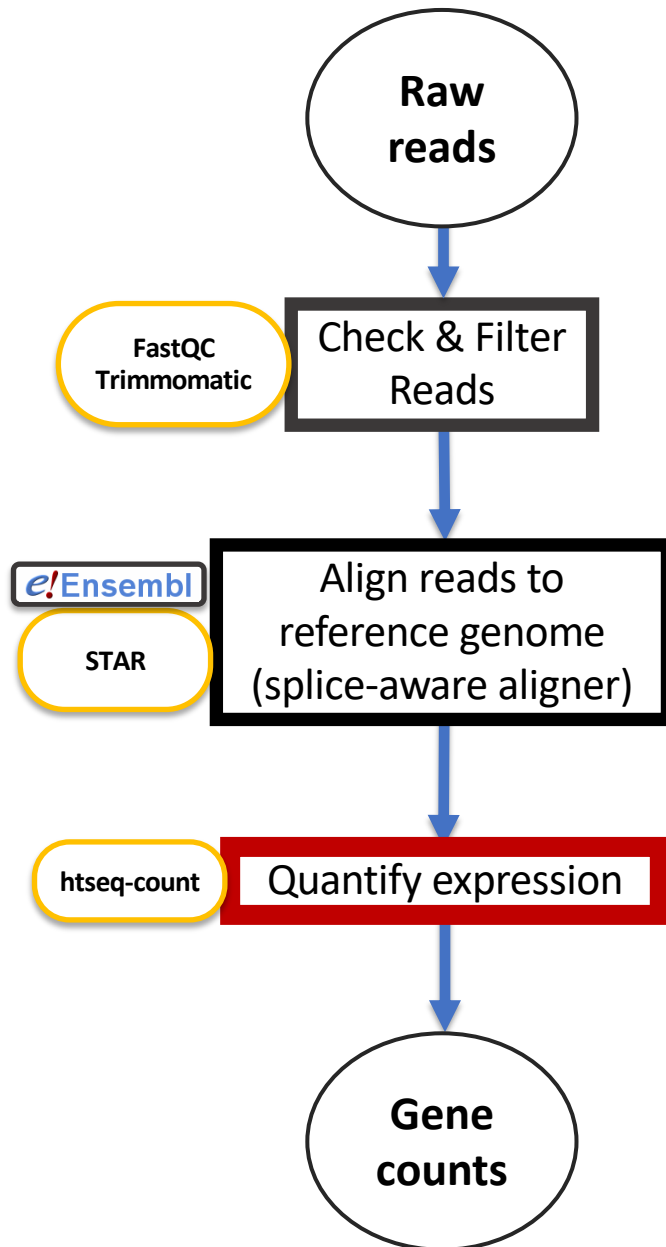 Raw
reads
FastQC
Trimmomatic
Check & Filter
Reads
e!Ensembl
STAR
Align reads to
reference genome
(splice-aware aligner)
htseq-count
Quantify expression
Gene
counts